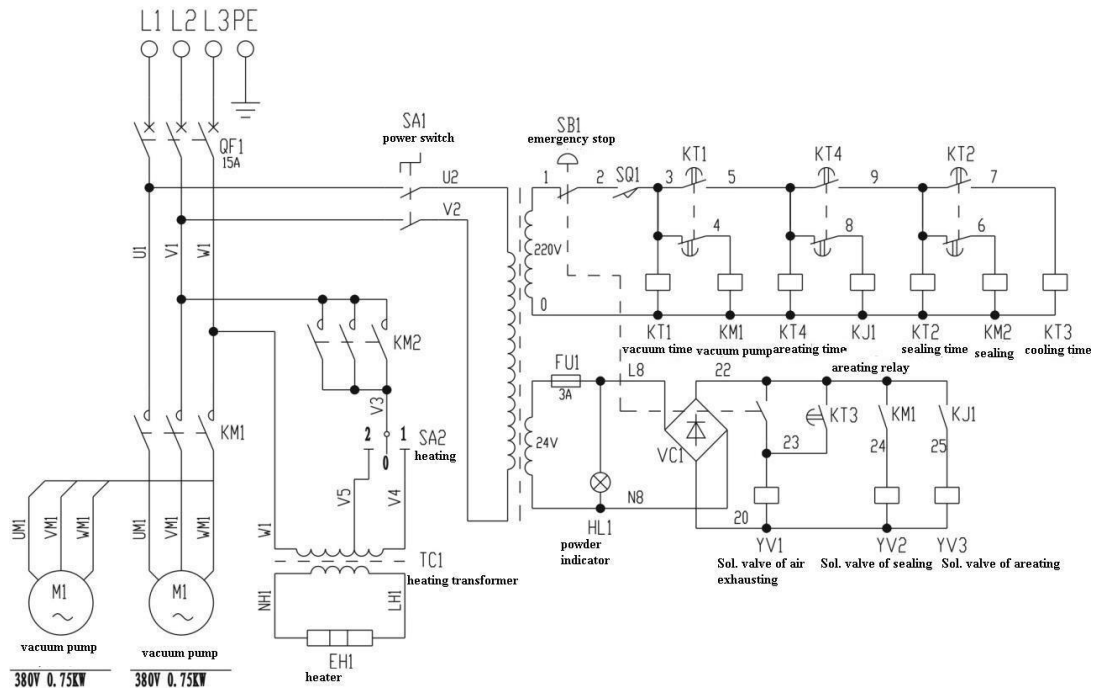 L1 L2 L3 PE
QF1
15A
SA1
power switch
SB1
emergency stop
U2
V2
1
2
SQ1
3
KT1
5
KT4
9
KT2
7
4
8
6
220V
0
U1
V1
W1
KT1
vacuum time
KM1
vacuum pump
KT4
areating time
KJ1
areating relay
KT2
sealing time
KM2
sealing
KT3
cooling time
KM2
V3
2
0
1
SA2
heating
V5
V4
KM1
FU1
3A
24V
L8
N8
HL1
powder
indicator
VC1
22
23
KT3
KM1
24
KJ1
25
20
YV1
Sol. valve of air
exhausting
YV2
Sol. valve of sealing
YV3
Sol. valve of areating
UM1
VM1
WM1
UM1
VM1
WM1
W1
TC1
heating transformer
NH1
LH1
EH1
heater
M1
vacuum pump
380V 0.75KW
M1
vacuum pump
380V 0.75KW